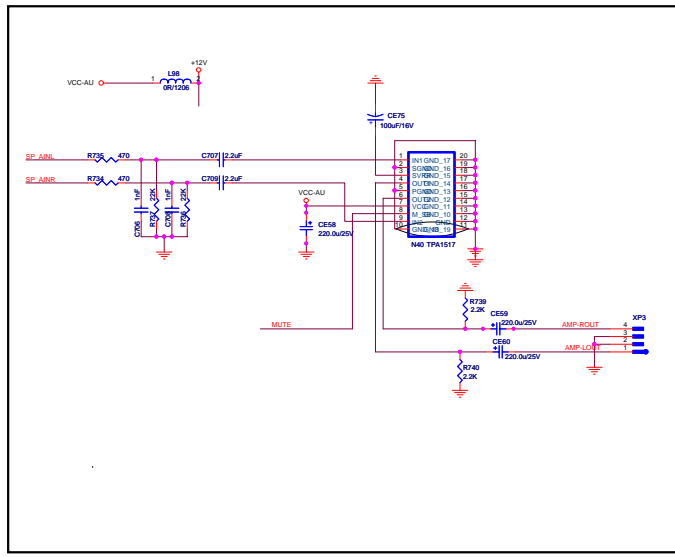 +12V
L98
VCC-AU
1
2
0R/1206
CE75
100uF/16V
SP_AINL
R735
470
C707
2.2uF
SP_AINR
R734
470
C709
2.2uF
1nF
22K
1nF
22K
C706
R737
VCC-AU
CE58
220.0u/25V
1
2
3
4
5
6
7
8
9
10
IN1
GND_17
GND_16
GND_15
GND_14
GND_13
GND_12
GND_11
GND_10
IN2
20
19
18
17
16
15
14
13
12
11
N40 TPA1517
MUTE
R739
2.2K
CE59
220.0u/25V
AMP-ROUT
XP3
4
3
2
1
CE60
220.0u/25V
AMP-LOUT
R740
2.2K